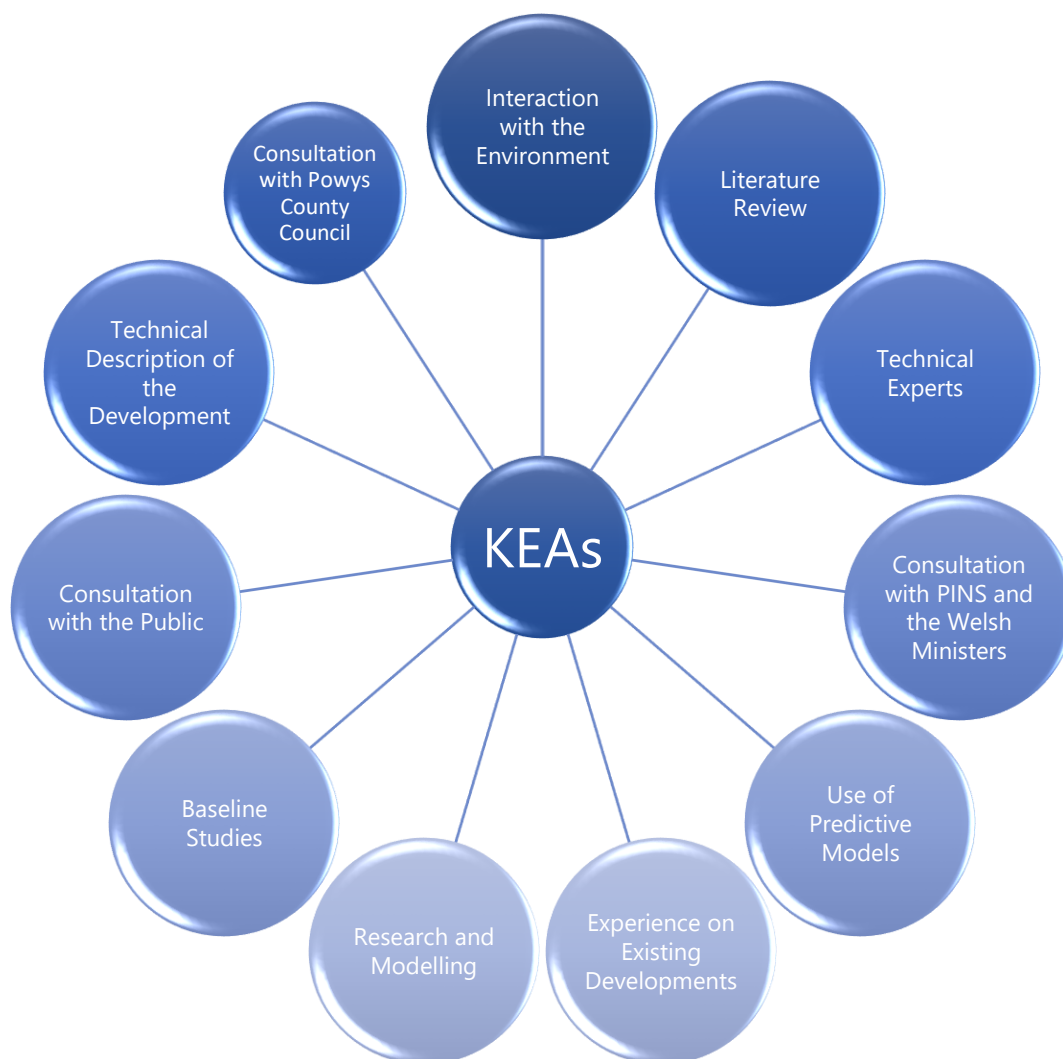 Interaction
with the
Environment
Literature
Review
Technical
Experts
Consultation
with PINS and
the Welsh
Ministers
Use of
Predictive
Models
Experience on
Existing
Developments
Research and
Modelling
Baseline
Studies
Consultation
with the Public
Technical
Description of
the
Development
Consultation
with Powys
County
Council
KEAs